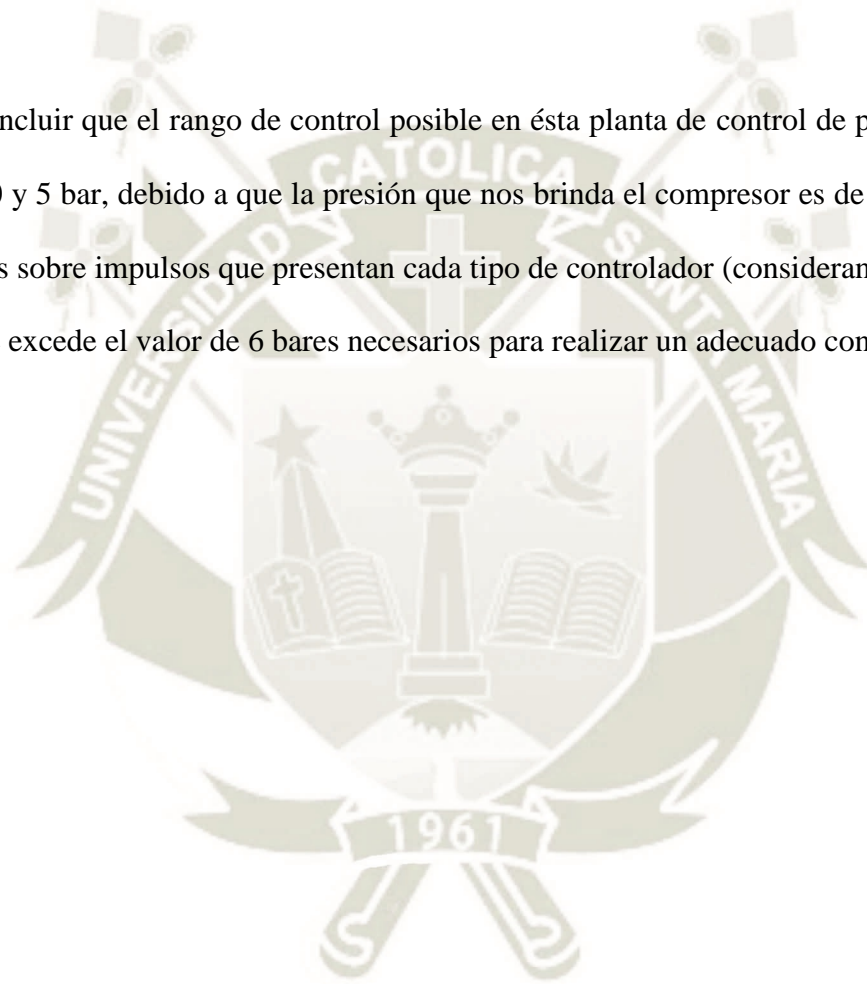 ncluir que el rango de control posible en ésta planta de control de p
y 5 bar, debido a que la presión que nos brinda el compresor es de
s sobre impulsos que presentan cada tipo de controlador (consideran
excede el valor de 6 bares necesarios para realizar un adecuado con
UNIVERSIDAD CATOLICA SANTA MARIA
1961